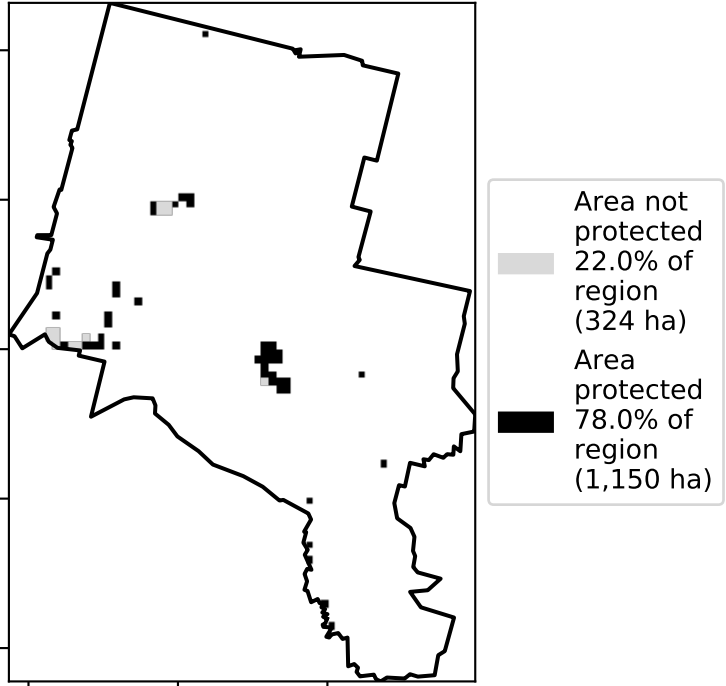 Area not
protected
22.0% of
region
(324 ha)
Area
protected
78.0% of
region
(1,150 ha)